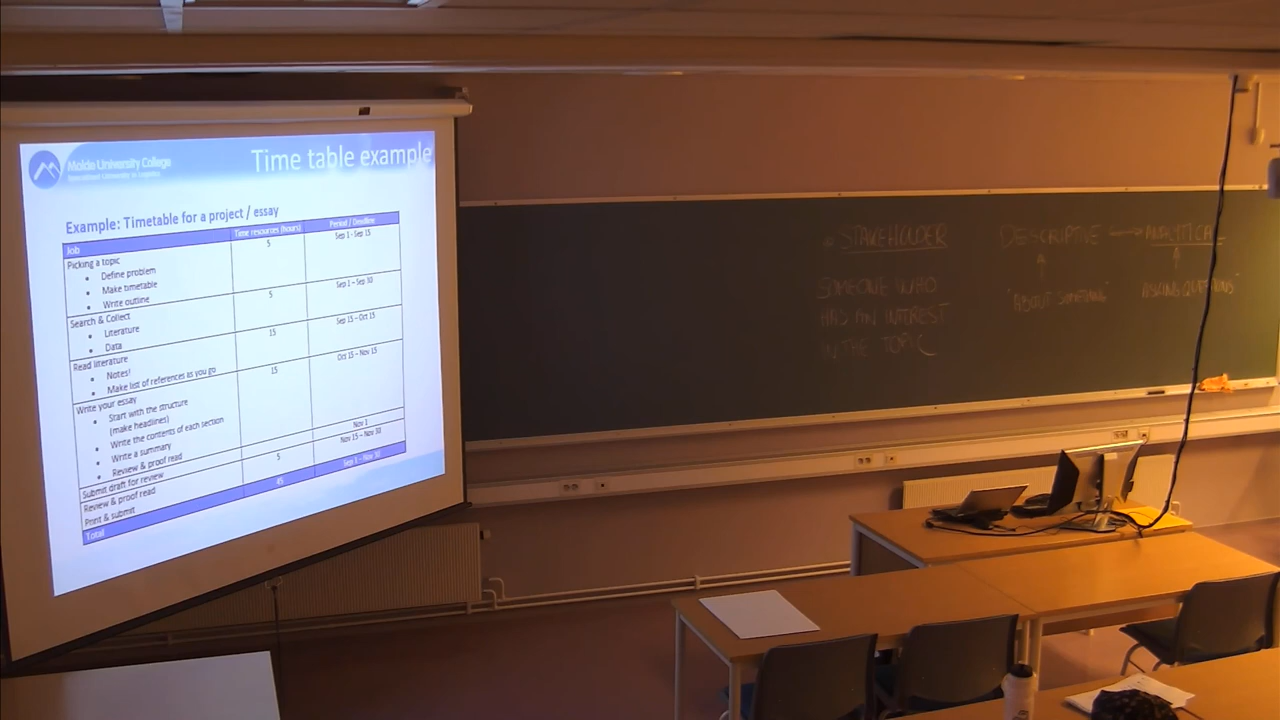 Molde University College
International University in Logistics
Time table example
Example: Timetable for a project / essay
Job Time resources (hours) Period / Deadline
Picking a topic 5 Sep 1 - Sep 15
• Define problem
• Make timetable
• Write outline
Search & Collect 5 Sep 1 – Sep 30
• Literature
• Data
Read literature 15 Sep 15 – Oct 15
• Notes!
• Make list of references as you go
Write your essay 15 Oct 15 – Nov 15
• Start with the structure
(make headlines)
• Write the contents of each section
• Write a summary
• Review & proof read
Submit draft for review Nov 1
Review & proof read 5 Nov 15 – Nov 30
Print & submit
Total 45 Sep 1 – Nov 30
STAKEHOLDER
SOMEONE WHO
HAS AN INTEREST
IN THE TOPIC
DESCRIPTIVE ANALYTICAL
"ABOUT SOMETHING" "ASKING QUESTIONS"